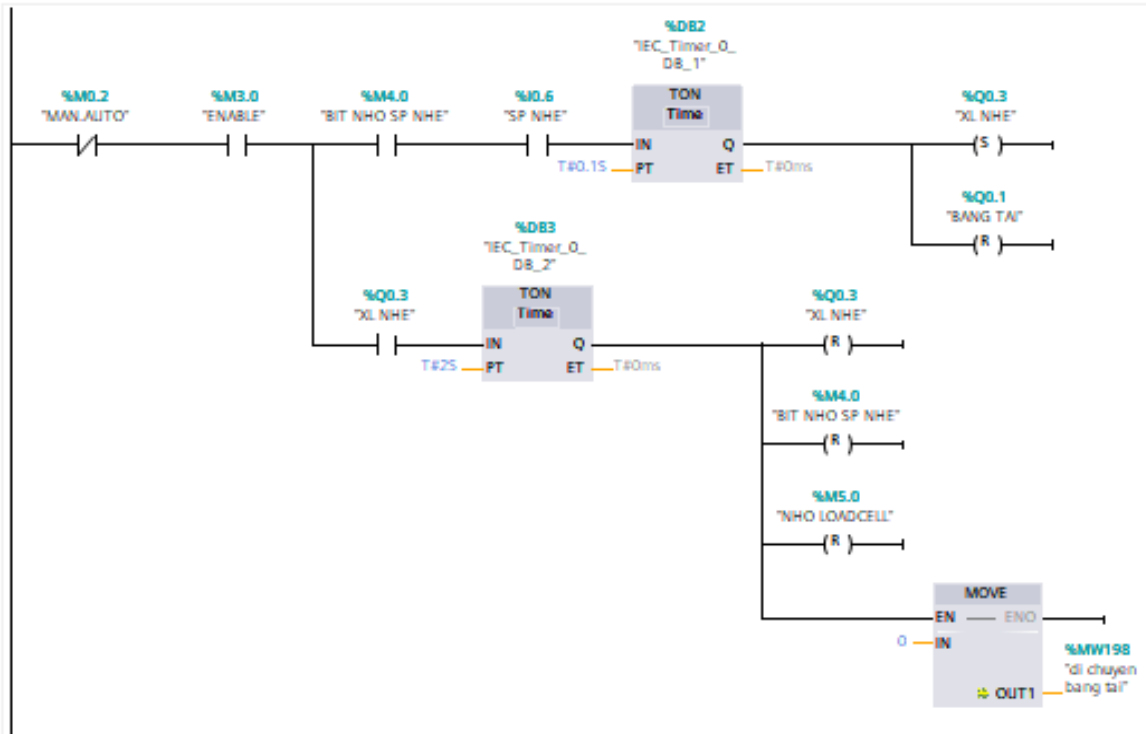 %DB2
"IEC_Timer_0_
DB_1"
%M0.2
"MAN.AUTO"
%M3.0
"ENABLE"
%M4.0
"BIT NHO SP NHE"
%I0.6
"SP NHE"
TON
Time
%Q0.3
"XL NHE"
IN
Q
S
T#0.1S
PT
ET
T#0ms
%Q0.1
"BANG TAI"
R
%DB3
"IEC_Timer_0_
DB_2"
%Q0.3
"XL NHE"
TON
Time
%Q0.3
"XL NHE"
IN
Q
R
T#2S
PT
ET
T#0ms
%M4.0
"BIT NHO SP NHE"
R
%M5.0
"NHO LOADCELL"
R
MOVE
EN
ENO
0
IN
%MW198
"di chuyen
bang tai"
OUT1